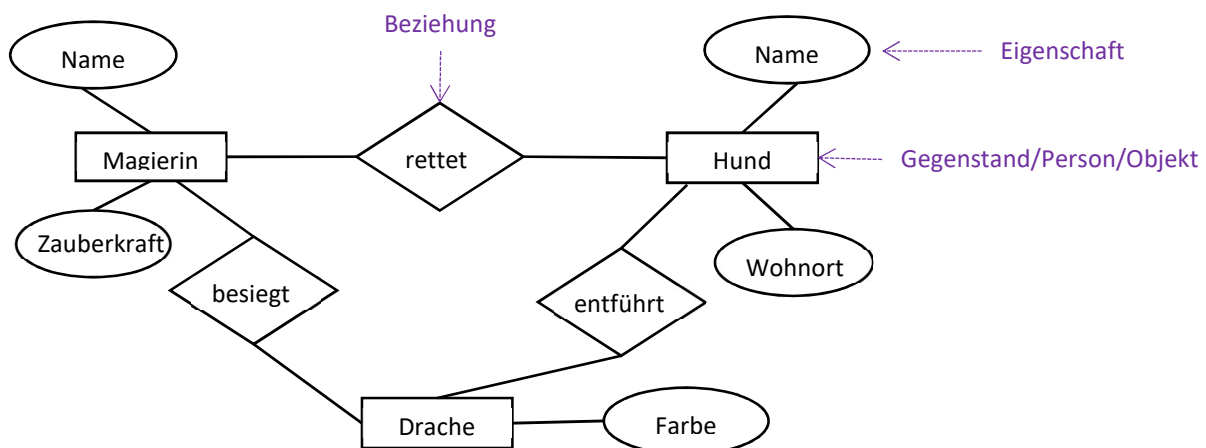 Beziehung
Name
Name
Eigenschaft
Magierin
rettet
Hund
Gegenstand/Person/Objekt
Zauberkraft
Wohnort
besiegt
entführt
Drache
Farbe